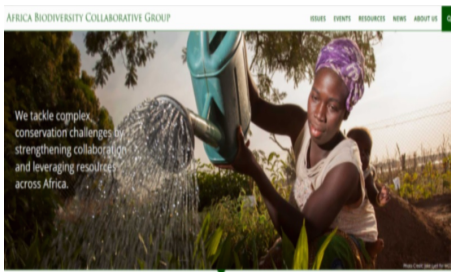 AFRICA BIODIVERSITY COLLABORATIVE GROUP
ISSUES EVENTS RESOURCES NEWS ABOUT US
We tackle complex
conservation challenges by
strengthening collaboration
and leveraging resources
across Africa.